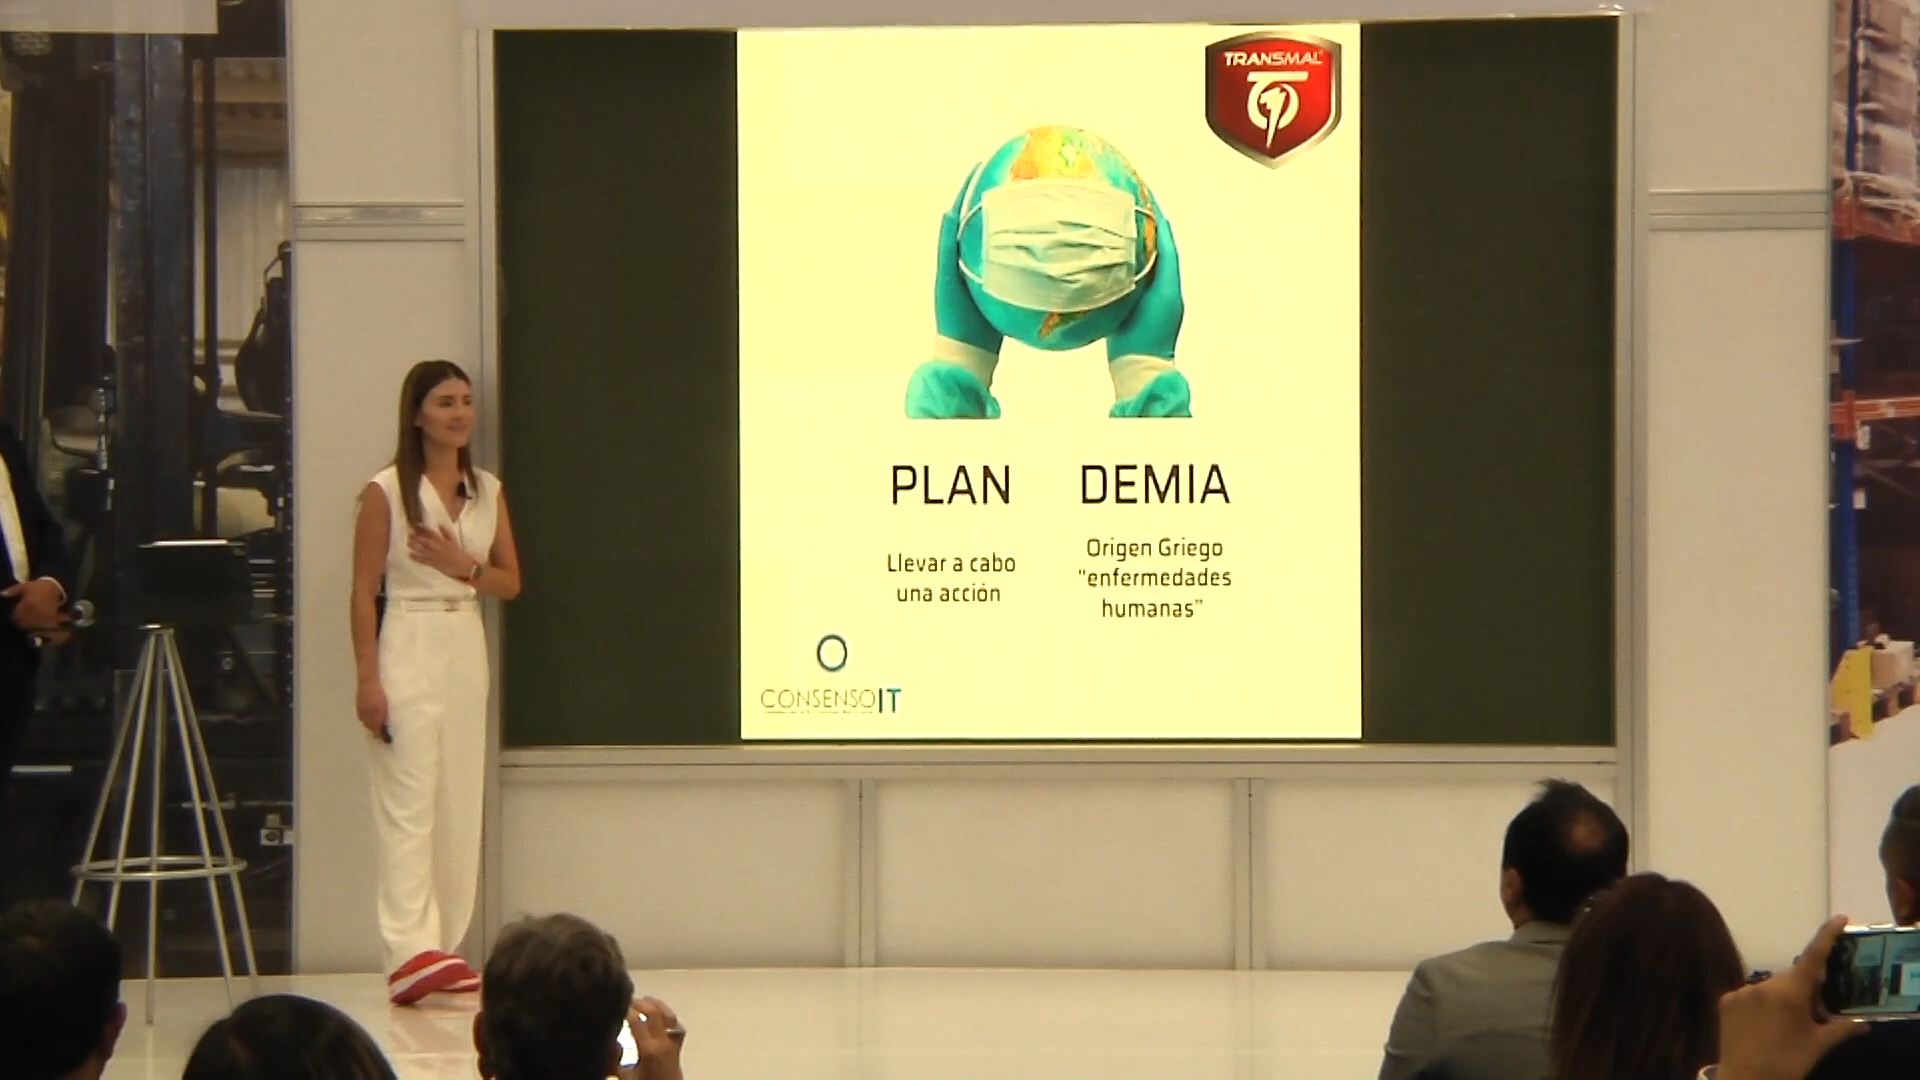 TRANSMAL
PLAN DEMIA
Llevar a cabo
una acción
Origen Griego
"enfermedades
humanas"
CONSENSOIT